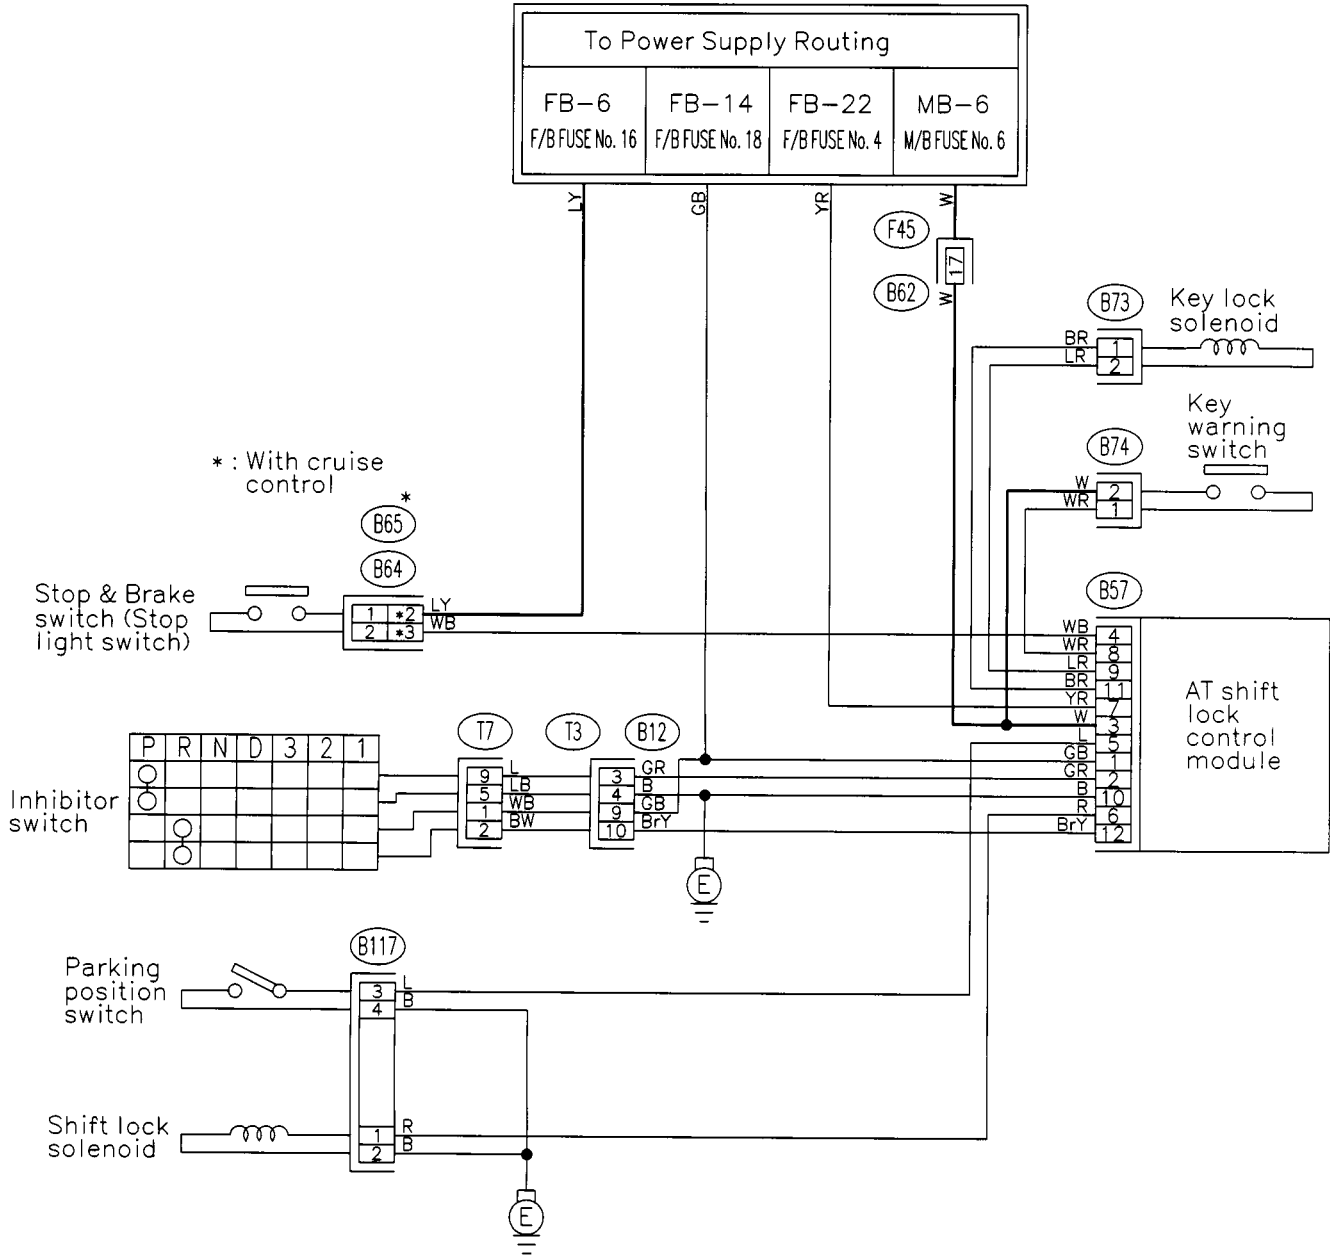 To Power Supply Routing
FB-6 FB-14 FB-22 MB-6
F/B FUSE No. 16 F/B FUSE No. 18 F/B FUSE No. 4 M/B FUSE No. 6
LY GB YR W
F45
17
B62
W
B73
Key lock
solenoid
BR 1
LR 2
Key
warning
switch
B74
W 2
WR 1
* : With cruise
control
*
B65
B64
Stop & Brake
switch (Stop
light switch)
1 *2 LY
2 *3 WB
B57
WB 4
WR 8
LR 9
BR 11
YR 7
W 3
L 5
GB 1
GR 2
B 10
R 6
BrY 12
AT shift
lock
control
module
T7 T3 B12
P R N D 3 2 1
Inhibitor
switch
9 L 3 GR
5 LB 4 B
1 WB 9 GB
2 BW 10 BrY
E
B117
Parking
position
switch
3 L
4 B
Shift lock
solenoid
1 R
2 B
E